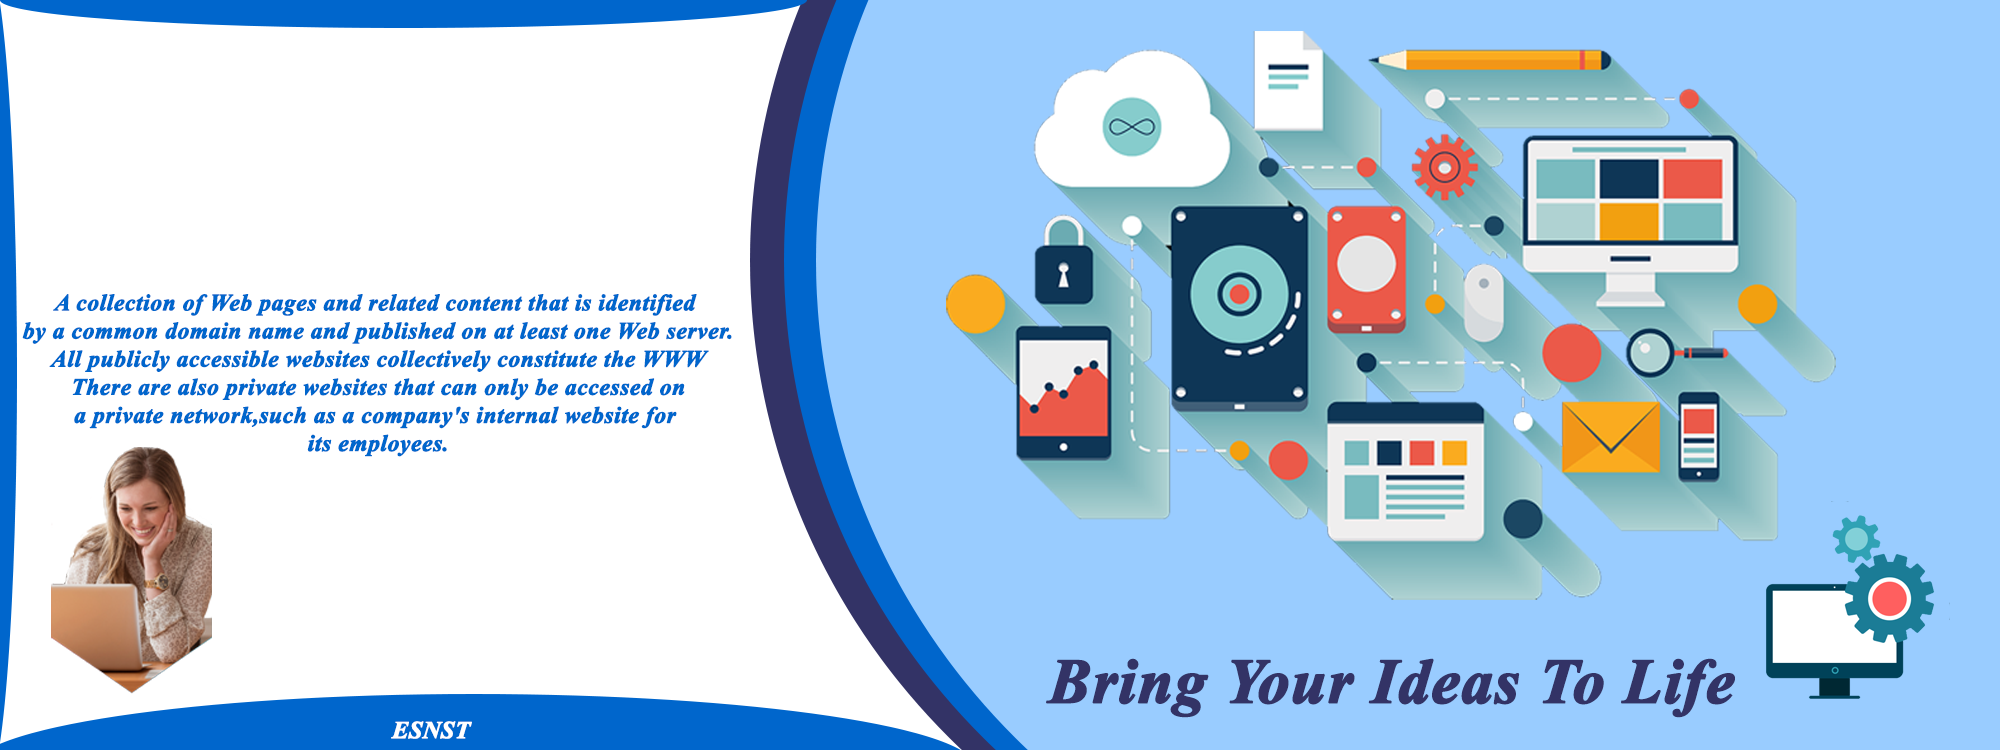 A collection of Web pages and related content that is identified
by a common domain name and published on at least one Web server.
All publicly accessible websites collectively constitute the WWW
There are also private websites that can only be accessed on
a private network,such as a company's internal website for
its employees.
ESNST
Bring Your Ideas To Life